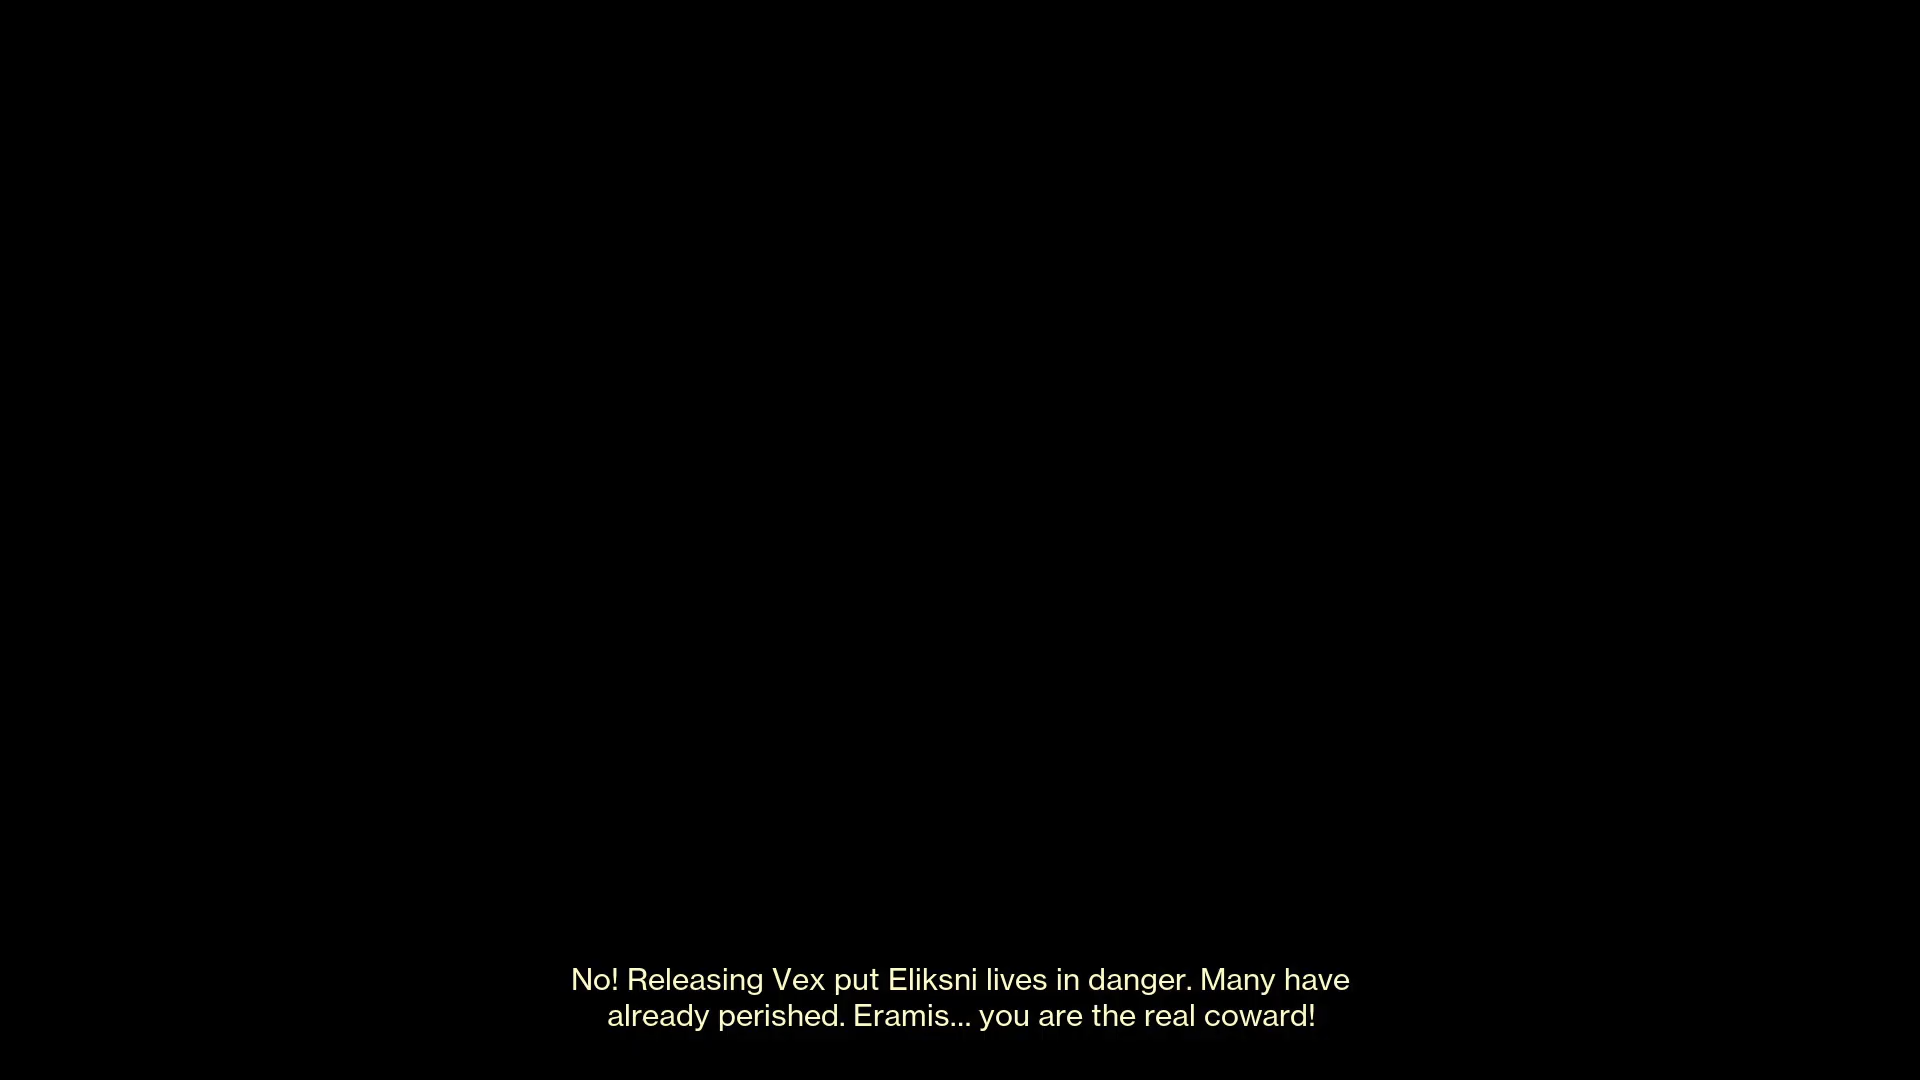 No! Releasing Vex put Eliksni lives in danger. Many have
already perished. Eramis... you are the real coward!